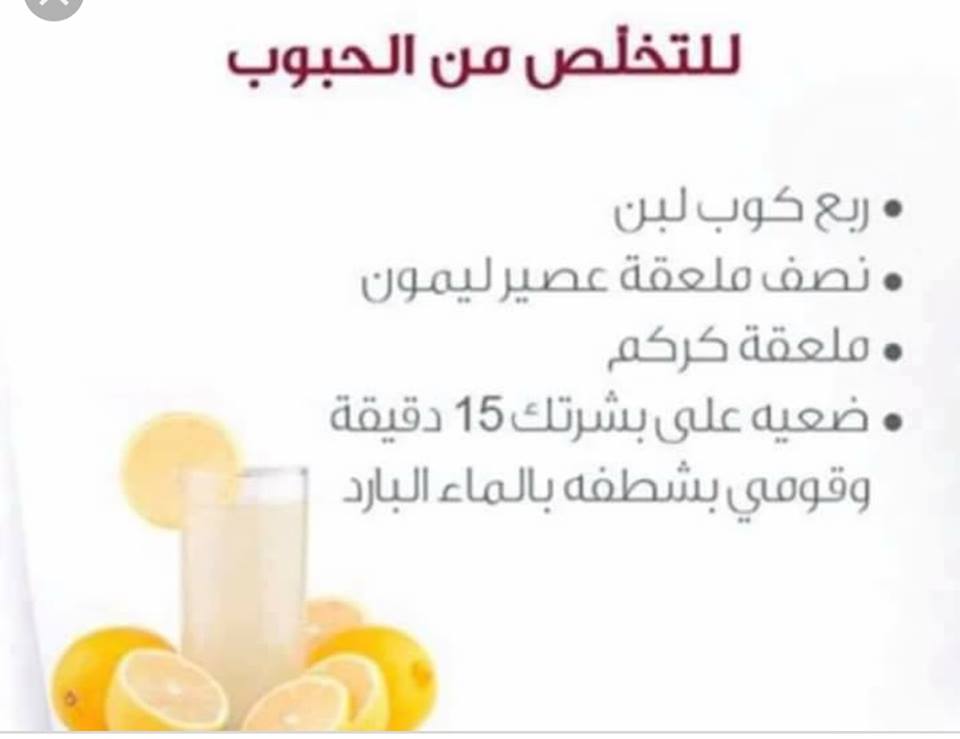 للتخلّص من الحبوب
• ربع كوب لبن
• نصف ملعقة عصير ليمون
• ملعقة كركم
• ضعيه على بشرتك 15 دقيقة
وقومي بشطفه بالماء البارد